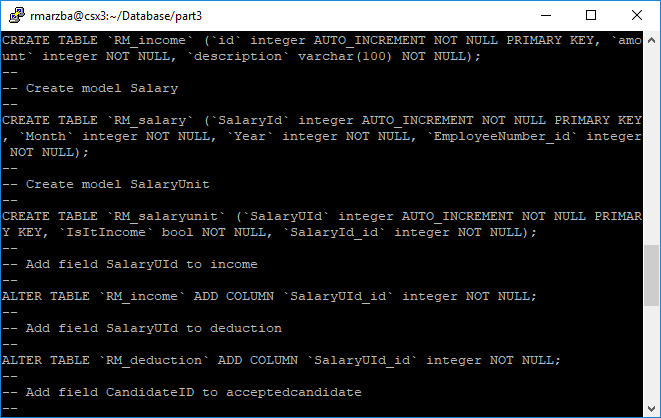 rmarzba@csx3:~/Database/part3
CREATE TABLE `RM_income` (`id` integer AUTO_INCREMENT NOT NULL PRIMARY KEY, `amo
unt` integer NOT NULL, `description` varchar(100) NOT NULL);
--
-- Create model Salary
--
CREATE TABLE `RM_salary` (`SalaryId` integer AUTO_INCREMENT NOT NULL PRIMARY KEY
, `Month` integer NOT NULL, `Year` integer NOT NULL, `EmployeeNumber_id` integer
 NOT NULL);
--
-- Create model SalaryUnit
--
CREATE TABLE `RM_salaryunit` (`SalaryUId` integer AUTO_INCREMENT NOT NULL PRIMAR
Y KEY, `IsItIncome` bool NOT NULL, `SalaryId_id` integer NOT NULL);
--
-- Add field SalaryUId to income
--
ALTER TABLE `RM_income` ADD COLUMN `SalaryUId_id` integer NOT NULL;
--
-- Add field SalaryUId to deduction
--
ALTER TABLE `RM_deduction` ADD COLUMN `SalaryUId_id` integer NOT NULL;
--
-- Add field CandidateID to acceptedcandidate
--